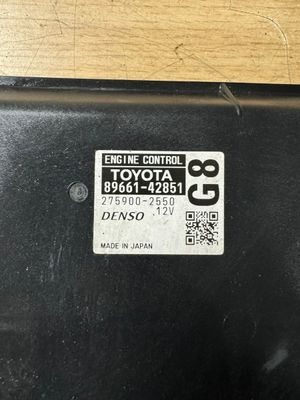 ENGINE CONTROL
TOYOTA
89661-42851
275900-2550
DENSO 12V
MADE IN JAPAN
G8